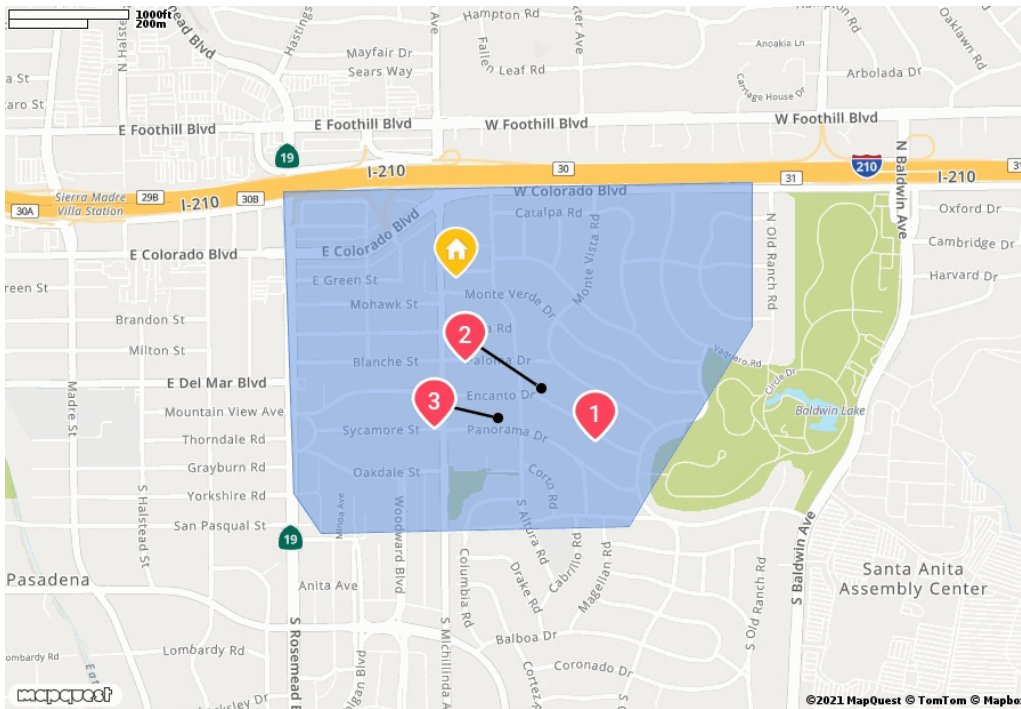 1000ft
200m
Hampton Rd
Anoakia Ln
Mayfair Dr
Sears Way
Leaf Rd
Arbolada Dr
Carriage House Dr
Oaklawn Rd
Fallen
N Halstead
Hastings
Ave
E Foothill Blvd
E Foothill Blvd
W Foothill Blvd
W Foothill Blvd
19
I-210
30
31
210
I-210
N Baldwin Ave
Sierra Madre
Villa Station
29B
30B
30A
I-210
W Colorado Blvd
Catalpa Rd
Oxford Dr
E Colorado Blvd
E Colorado Blvd
Monte Vista Rd
N Old Ranch Rd
Cambridge Dr
E Green St
Harvard Dr
Mohawk St
Monte Verde Dr
Brandon St
2
Rd
Milton St
Blanche St
Paloma Dr
Vaquero Rd
Circle Dr
E Del Mar Blvd
Encanto Dr
3
1
Baldwin Lake
Madre St
Mountain View Ave
Sycamore St
Panorama Dr
Thorndale Rd
Grayburn Rd
Oakdale St
Corto Rd
Yorkshire Rd
S Halstead St
Minoa Ave
Woodward Blvd
S Altura Rd
San Pasqual St
19
S Baldwin Ave
Pasadena
Anita Ave
Columbia Rd
Drake Rd
Cabrillo Rd
Magellan Rd
S Old Ranch Rd
Santa Anita
Assembly Center
S Rosemead
S Michillinda
Balboa Dr
Lombardy Rd
Coronado Dr
Cortez
mapquest
©2021 MapQuest © TomTom © Mapbox